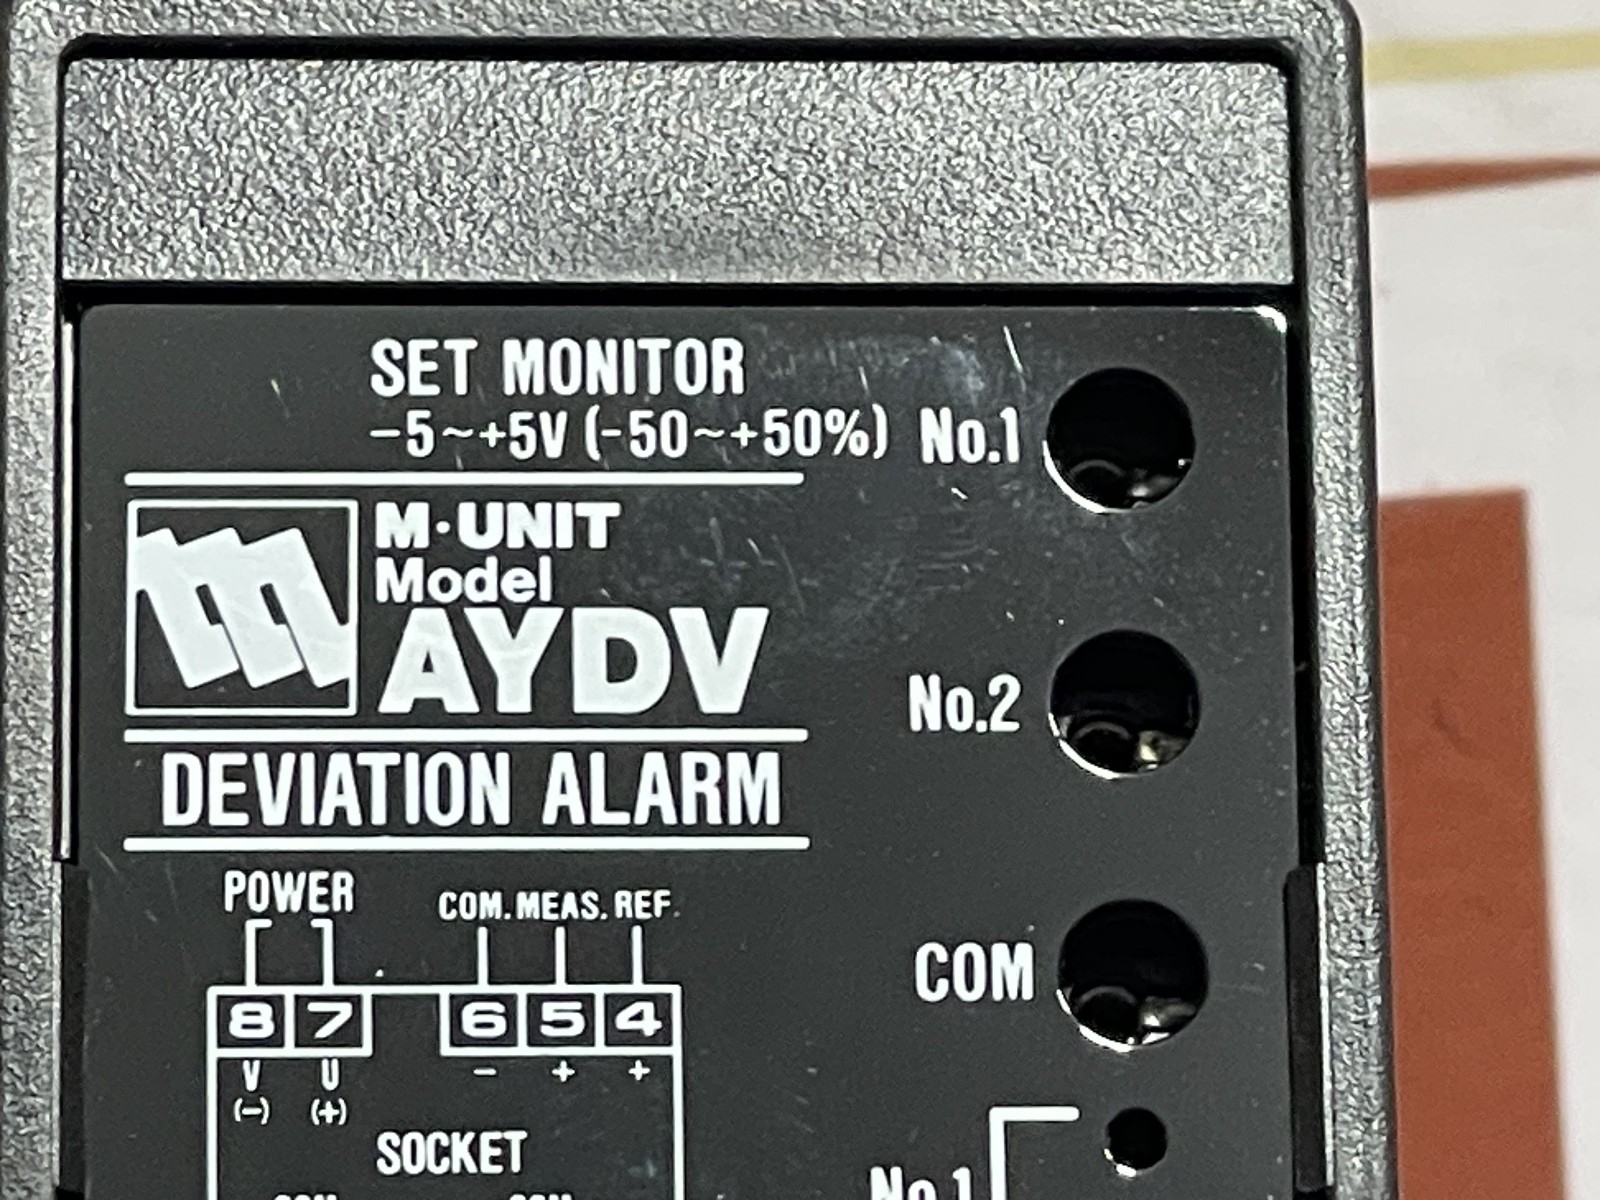 SET MONITOR
-5~+5V (-50~+50%) No.1
M·UNIT
Model
AYDV
No.2
DEVIATION ALARM
POWER COM. MEAS. REF.
COM
8 7 6 5 4
V U - + +
(-) (+)
SOCKET
No.1